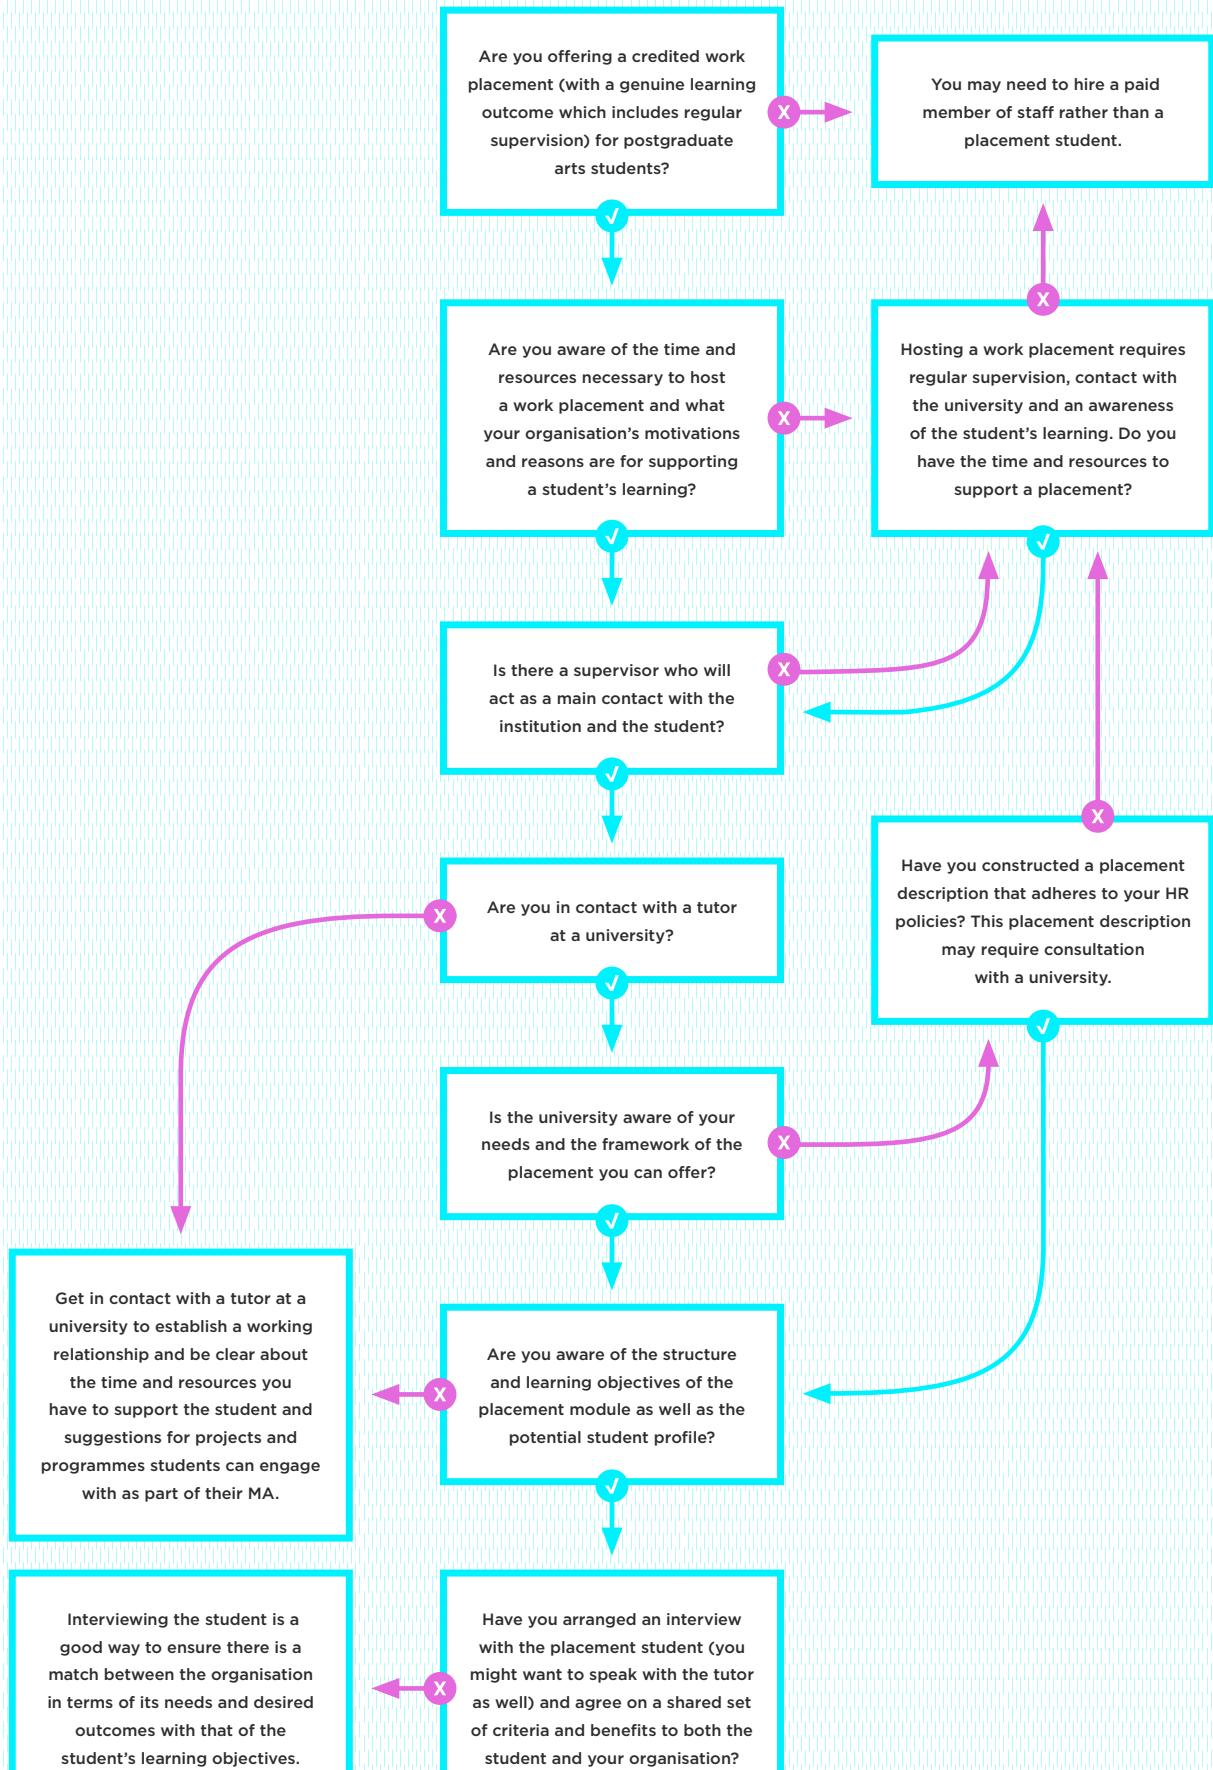 Are you offering a credited work
placement (with a genuine learning
outcome which includes regular
supervision) for postgraduate
arts students?
X
√
You may need to hire a paid
member of staff rather than a
placement student.
Are you aware of the time and
resources necessary to host
a work placement and what
your organisation’s motivations
and reasons are for supporting
a student’s learning?
X
√
X
Hosting a work placement requires
regular supervision, contact with
the university and an awareness
of the student’s learning. Do you
have the time and resources to
support a placement?
√
Is there a supervisor who will
act as a main contact with the
institution and the student?
X
√
X
Are you in contact with a tutor
at a university?
√
X
Have you constructed a placement
description that adheres to your HR
policies? This placement description
may require consultation
with a university.
√
Is the university aware of your
needs and the framework of the
placement you can offer?
X
√
Get in contact with a tutor at a
university to establish a working
relationship and be clear about
the time and resources you
have to support the student and
suggestions for projects and
programmes students can engage
with as part of their MA.
Are you aware of the structure
and learning objectives of the
placement module as well as the
potential student profile?
X
√
Interviewing the student is a
good way to ensure there is a
match between the organisation
in terms of its needs and desired
outcomes with that of the
student’s learning objectives.
Have you arranged an interview
with the placement student (you
might want to speak with the tutor
as well) and agree on a shared set
of criteria and benefits to both the
student and your organisation?
X